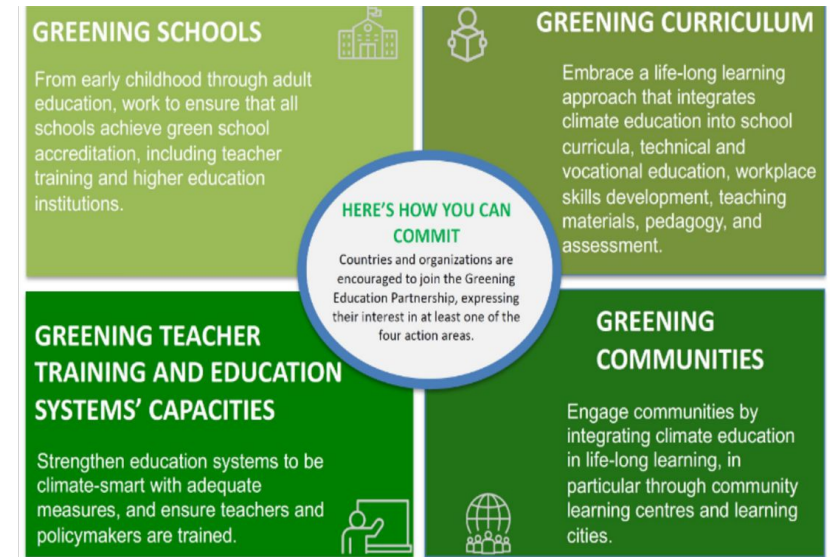 GREENING SCHOOLS
From early childhood through adult
education, work to ensure that all
schools achieve green school
accreditation, including teacher
training and higher education
institutions.
GREENING CURRICULUM
Embrace a life-long learning
approach that integrates
climate education into school
curricula, technical and
vocational education, workplace
skills development, teaching
materials, pedagogy, and
assessment.
HERE'S HOW YOU CAN
COMMIT
Countries and organizations are
encouraged to join the Greening
Education Partnership, expressing
their interest in at least one of the
four action areas.
GREENING TEACHER
TRAINING AND EDUCATION
SYSTEMS' CAPACITIES
Strengthen education systems to be
climate-smart with adequate
measures, and ensure teachers and
policymakers are trained.
GREENING
COMMUNITIES
Engage communities by
integrating climate education
in life-long learning, in
particular through community
learning centres and learning
cities.